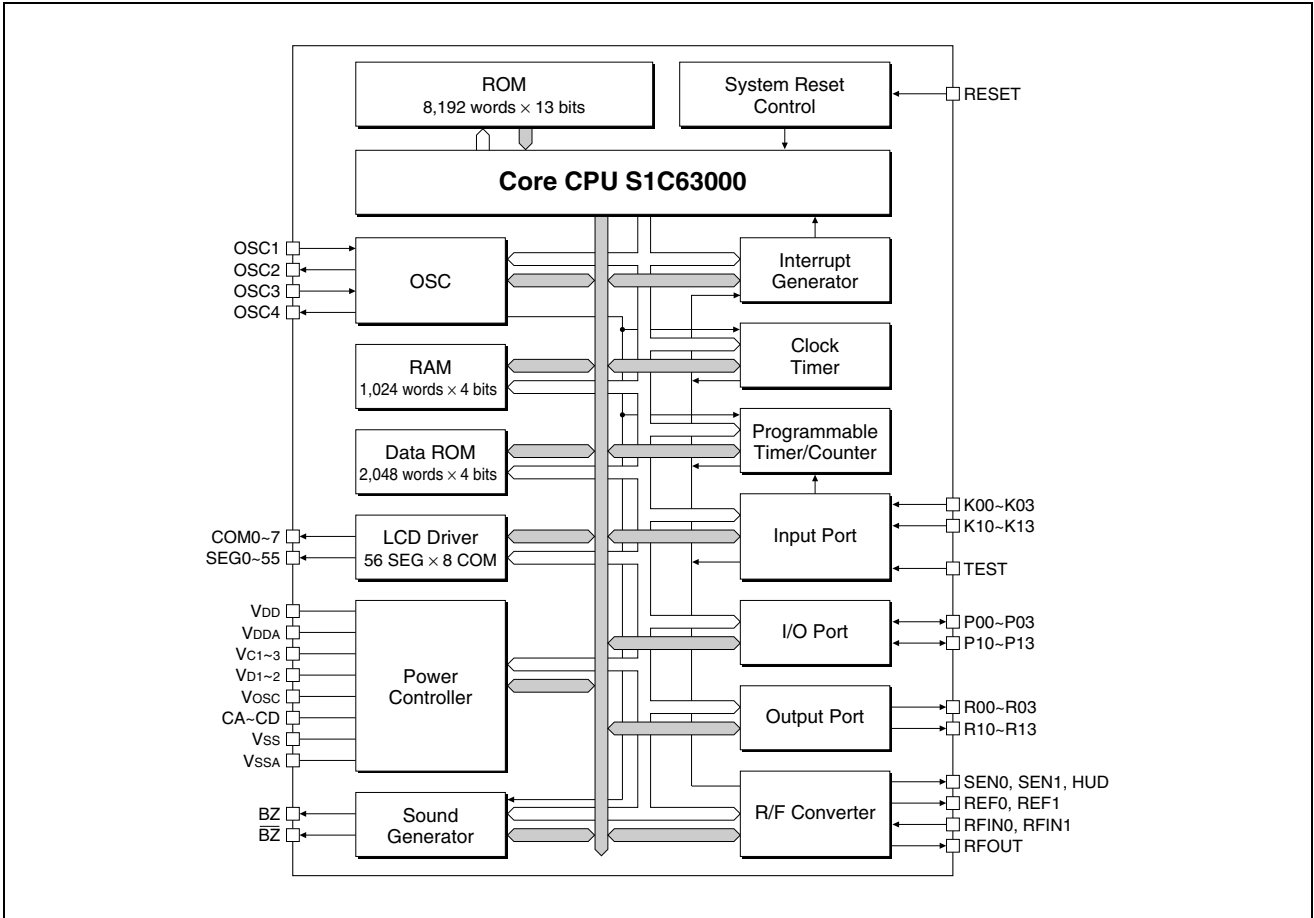 ROM
8,192 words × 13 bits
System Reset
Control
RESET
Core CPU S1C63000
OSC1
OSC2
OSC3
OSC4
OSC
Interrupt
Generator
RAM
1,024 words × 4 bits
Clock
Timer
Data ROM
2,048 words × 4 bits
Programmable
Timer/Counter
COM0~7
SEG0~55
LCD Driver
56 SEG × 8 COM
Input Port
K00~K03
K10~K13
TEST
VDD
VDDA
VC1~3
VD1~2
VOSC
CA~CD
VSS
VSSA
Power
Controller
I/O Port
P00~P03
P10~P13
Output Port
R00~R03
R10~R13
BZ
B̅Z̅
Sound
Generator
R/F Converter
SEN0, SEN1, HUD
REF0, REF1
RFIN0, RFIN1
RFOUT